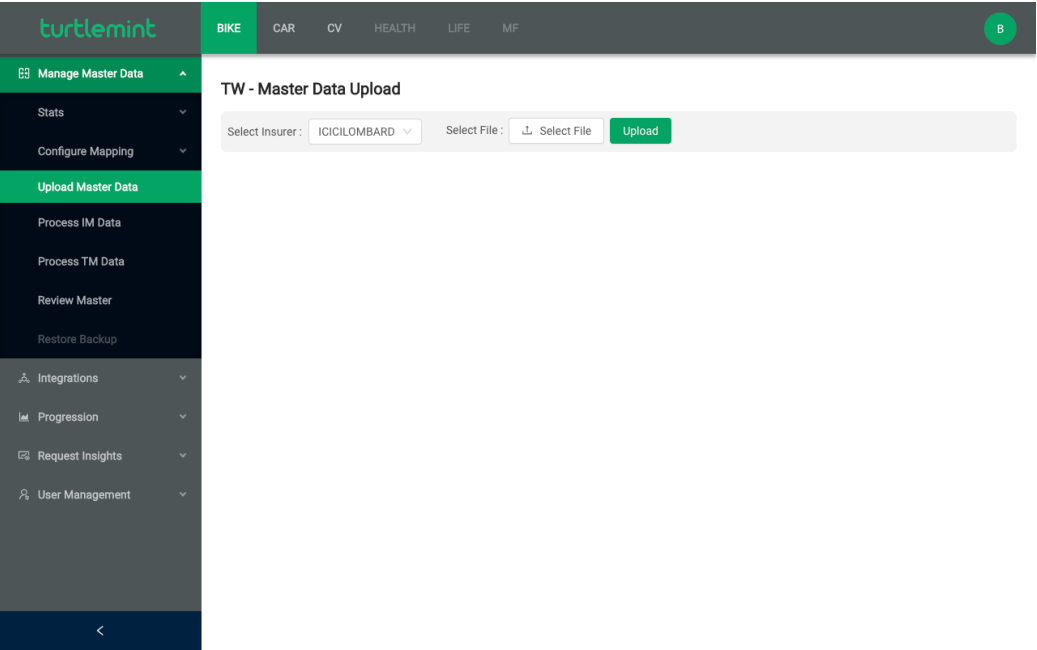 turtlemint
BIKE CAR CV HEALTH LIFE MF
B
Manage Master Data
Stats
Configure Mapping
Upload Master Data
Process IM Data
Process TM Data
Review Master
Restore Backup
Integrations
Progression
Request Insights
User Management
TW - Master Data Upload
Select Insurer : ICICILOMBARD Select File : Select File Upload